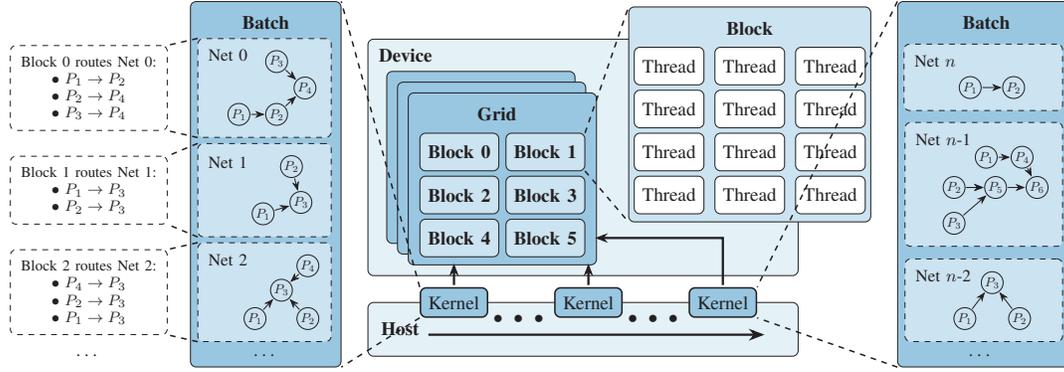 Block 0 routes Net 0:
• P₁ → P₂
• P₂ → P₄
• P₃ → P₄
Block 1 routes Net 1:
• P₁ → P₃
• P₂ → P₃
Block 2 routes Net 2:
• P₄ → P₃
• P₂ → P₃
• P₁ → P₃
...
Batch
Net 0
P₃
P₄
P₁ P₂
Net 1
P₂
P₃
P₁
Net 2
P₄
P₃
P₁ P₂
...
Device
Grid
Block 0 Block 1
Block 2 Block 3
Block 4 Block 5
Block
Thread Thread Thread
Thread Thread Thread
Thread Thread Thread
Thread Thread Thread
Kernel ... Kernel ... Kernel
Host
Batch
Net n
P₁ P₂
Net n-1
P₁ P₄
P₂ P₅ P₆
P₃
Net n-2
P₃
P₁ P₂
...